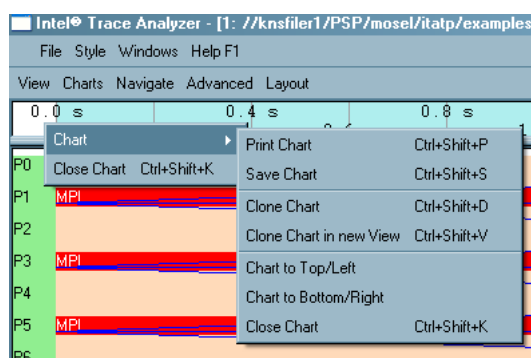 Intel® Trace Analyzer - [1: //knsfiler1/PSP/mosel/itatp/examples
File Style Windows Help F1
View Charts Navigate Advanced Layout
0.0 s 0.4 s 0.8 s
Chart
Close Chart Ctrl+Shift+K
Print Chart Ctrl+Shift+P
Save Chart Ctrl+Shift+S
Clone Chart Ctrl+Shift+D
Clone Chart in new View Ctrl+Shift+V
Chart to Top/Left
Chart to Bottom/Right
Close Chart Ctrl+Shift+K
P0
P1 MPI
P2
P3 MPI
P4
P5 MPI
P6